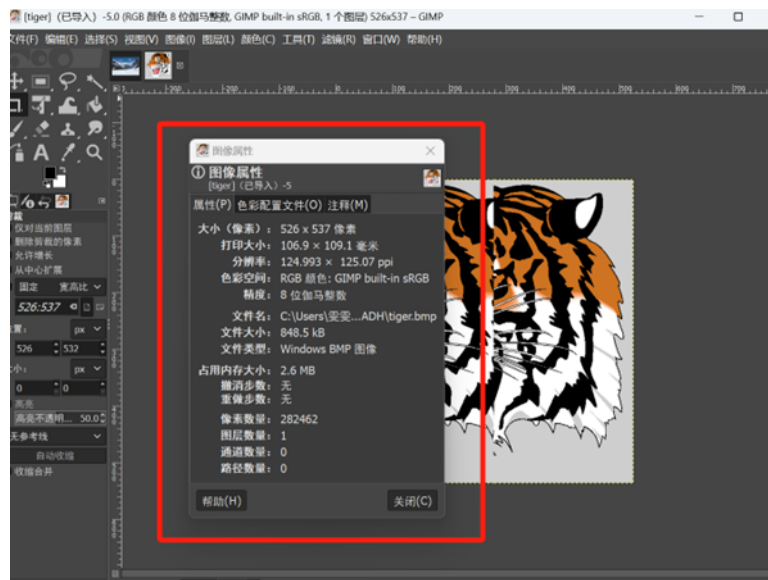 [tiger] (已导入) -5.0 (RGB 颜色 8 位伽马整数, GIMP built-in sRGB, 1 个图层) 526x537 – GIMP
文件(F) 编辑(E) 选择(S) 视图(V) 图像(I) 图层(L) 颜色(C) 工具(T) 滤镜(R) 窗口(W) 帮助(H)
图像属性
图像属性
[tiger] (已导入) -5
属性(P) 色彩配置文件(O) 注释(M)
大小（像素）: 526 x 537 像素
打印大小: 106.9 × 109.1 毫米
分辨率: 124.993 × 125.07 ppi
色彩空间: RGB 颜色: GIMP built-in sRGB
精度: 8 位伽马整数
文件名: C:\Users\雯雯...ADH\tiger.bmp
文件大小: 848.5 kB
文件类型: Windows BMP 图像
占用内存大小: 2.6 MB
撤消步数: 无
重做步数: 无
像素数量: 282462
图层数量: 1
通道数量: 0
路径数量: 0
帮助(H) 关闭(C)
仅对当前图层
删除剪裁的像素
允许增长
从中心扩展
固定 宽高比
526:537
px
526 532
px
0 0
高亮
高亮不透明... 50.0
无参考线
自动收缩
收缩合并